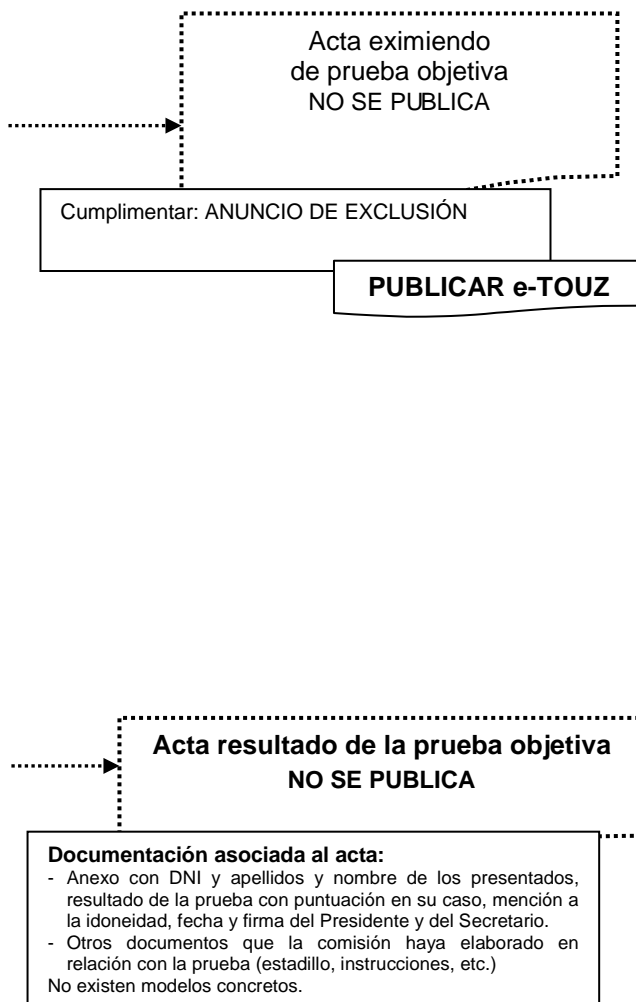 Acta eximiendo
de prueba objetiva
NO SE PUBLICA
Cumplimentar: ANUNCIO DE EXCLUSIÓN
PUBLICAR e-TOUZ
Acta resultado de la prueba objetiva
NO SE PUBLICA
Documentación asociada al acta:
- Anexo con DNI y apellidos y nombre de los presentados,
resultado de la prueba con puntuación en su caso, mención a
la idoneidad, fecha y firma del Presidente y del Secretario.
- Otros documentos que la comisión haya elaborado en
relación con la prueba (estadillo, instrucciones, etc.)
No existen modelos concretos.